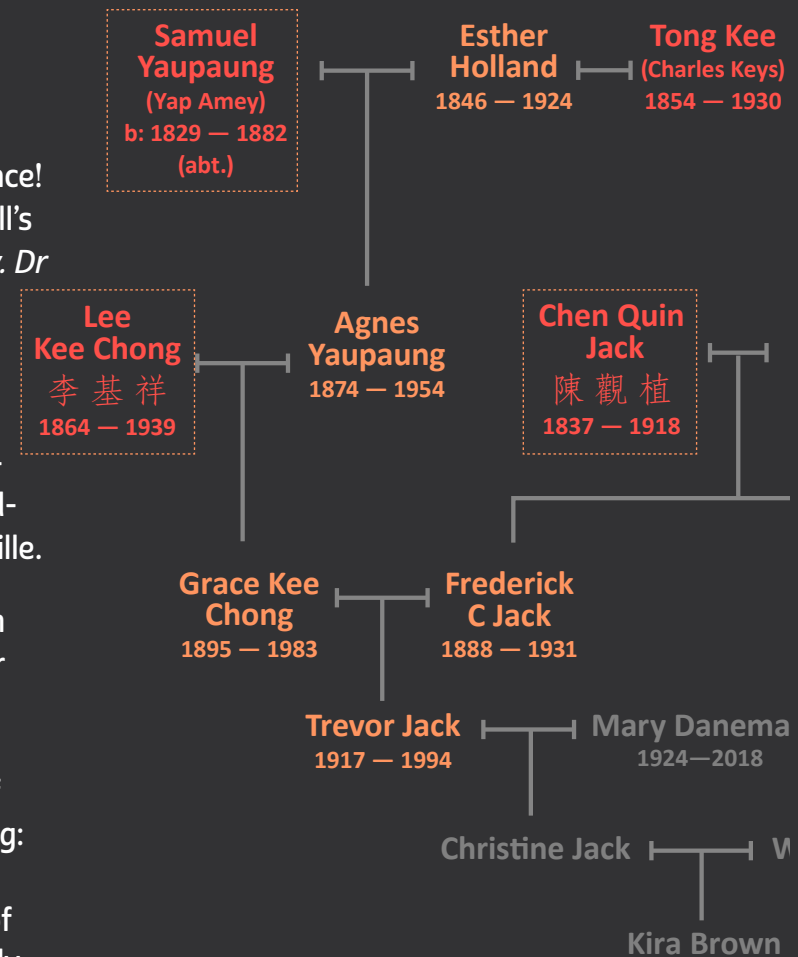 Samuel
Yaupaung
(Yap Amey)
b: 1829 — 1882
(abt.)
Esther
Holland
1846 — 1924
Tong Kee
(Charles Keys)
1854 — 1930
nce!
ll’s
. Dr
Lee
Kee Chong
李 基 祥
1864 — 1939
Agnes
Yaupaung
1874 — 1954
Chen Quin
Jack
陳 觀 植
1837 — 1918
ille.
Grace Kee
Chong
1895 — 1983
Frederick
C Jack
1888 — 1931
Trevor Jack
1917 — 1994
Mary Danema
1924—2018
g:
Christine Jack
W
Kira Brown